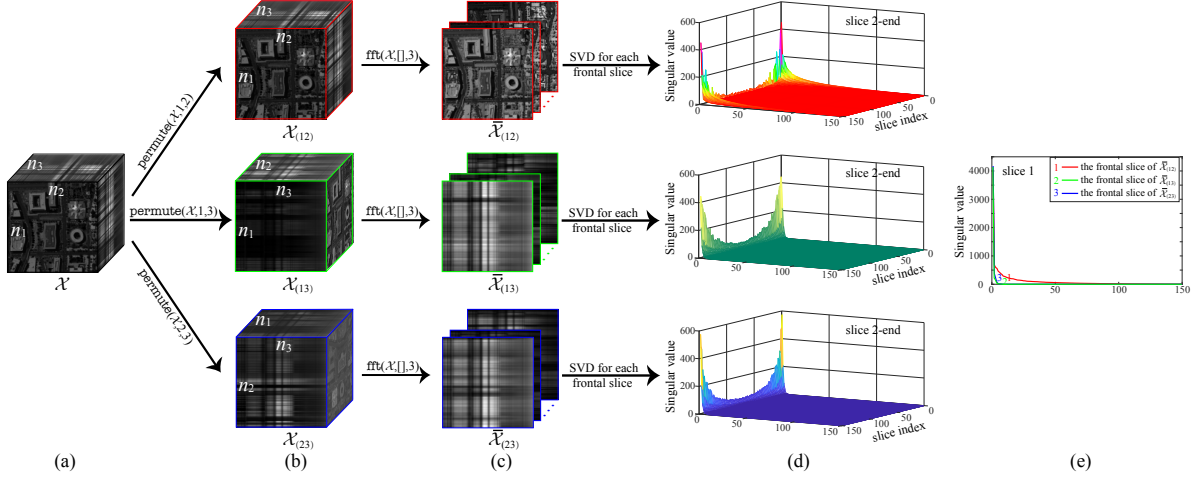 n₃
n₂
n₁
𝒳
(a)
permute(𝒳,1,2)
permute(𝒳,1,3)
permute(𝒳,2,3)
n₃
n₂
n₁
𝒳₍₁₂₎
n₂
n₃
n₁
𝒳₍₁₃₎
n₁
n₃
n₂
𝒳₍₂₃₎
(b)
fft(𝒳,[],3)
fft(𝒳,[],3)
fft(𝒳,[],3)
𝒳̄₍₁₂₎
𝒳̄₍₁₃₎
𝒳̄₍₂₃₎
(c)
SVD for each
frontal slice
SVD for each
frontal slice
SVD for each
frontal slice
slice 2-end
Singular value
600
400
200
0
0
50
100
150
150
100
50
0
slice index
slice 2-end
Singular value
600
400
200
0
0
50
100
150
150
100
50
0
slice index
slice 2-end
Singular value
600
400
200
0
0
50
100
150
150
100
50
0
slice index
(d)
slice 1
1 the frontal slice of 𝒳̄₍₁₂₎
2 the frontal slice of 𝒳̄₍₁₃₎
3 the frontal slice of 𝒳̄₍₂₃₎
Singular value
4000
3000
2000
1000
0
3
1
0
50
100
150
(e)